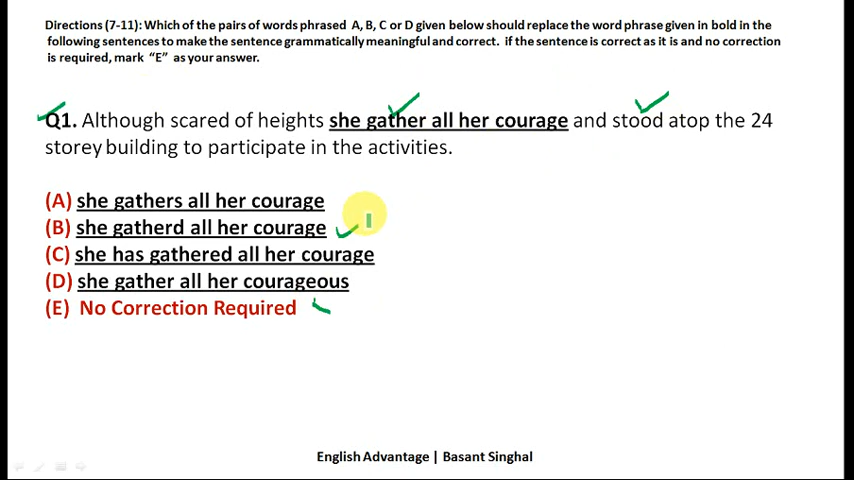 Directions (7-11): Which of the pairs of words phrased A, B, C or D given below should replace the word phrase given in bold in the
following sentences to make the sentence grammatically meaningful and correct. if the sentence is correct as it is and no correction
is required, mark “E” as your answer.
Q1. Although scared of heights she gather all her courage and stood atop the 24
storey building to participate in the activities.
(A) she gathers all her courage
(B) she gatherd all her courage
(C) she has gathered all her courage
(D) she gather all her courageous
(E) No Correction Required
English Advantage | Basant Singhal